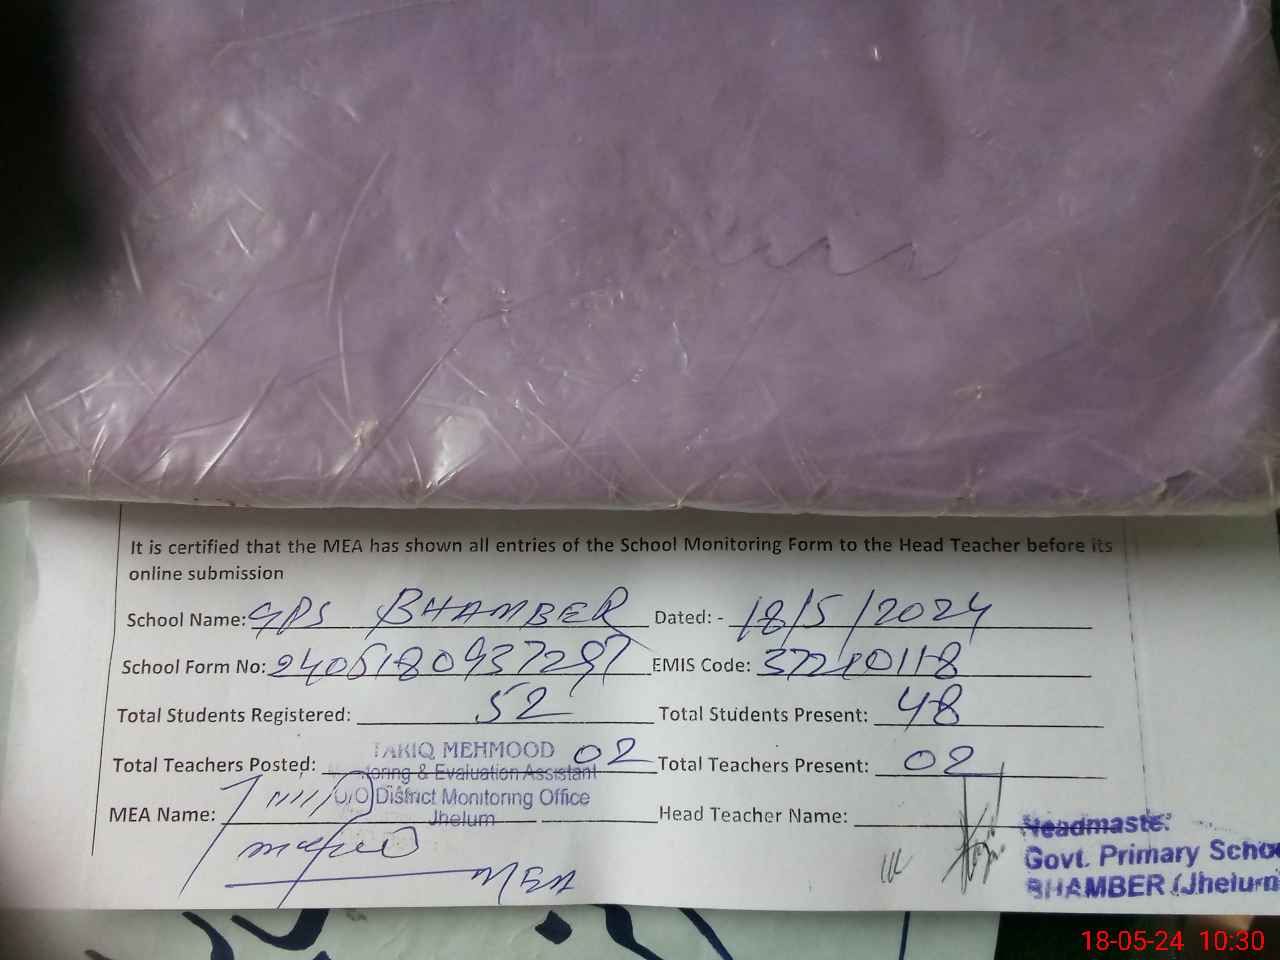 It is certified that the MEA has shown all entries of the School Monitoring Form to the Head Teacher before its
online submission
School Name: GPS BHAMBER Dated: - 18/5/2024
School Form No: 2405180937297 EMIS Code: 37210118
Total Students Registered: 52 Total Students Present: 48
TARIQ MEHMOOD
Total Teachers Posted: 02 Total Teachers Present: 02
& Evaluation Assistant
O/O District Monitoring Office
MEA Name: Head Teacher Name:
Jhelum
MEA
Headmaster
Govt. Primary School
BHAMBER (Jhelum)
18-05-24 10:30